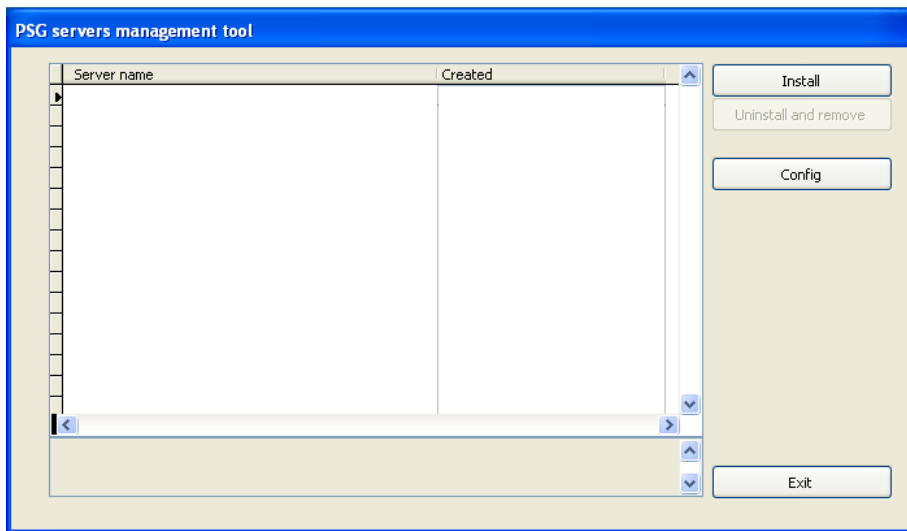 PSG servers management tool
Server name Created
Install
Uninstall and remove
Config
Exit